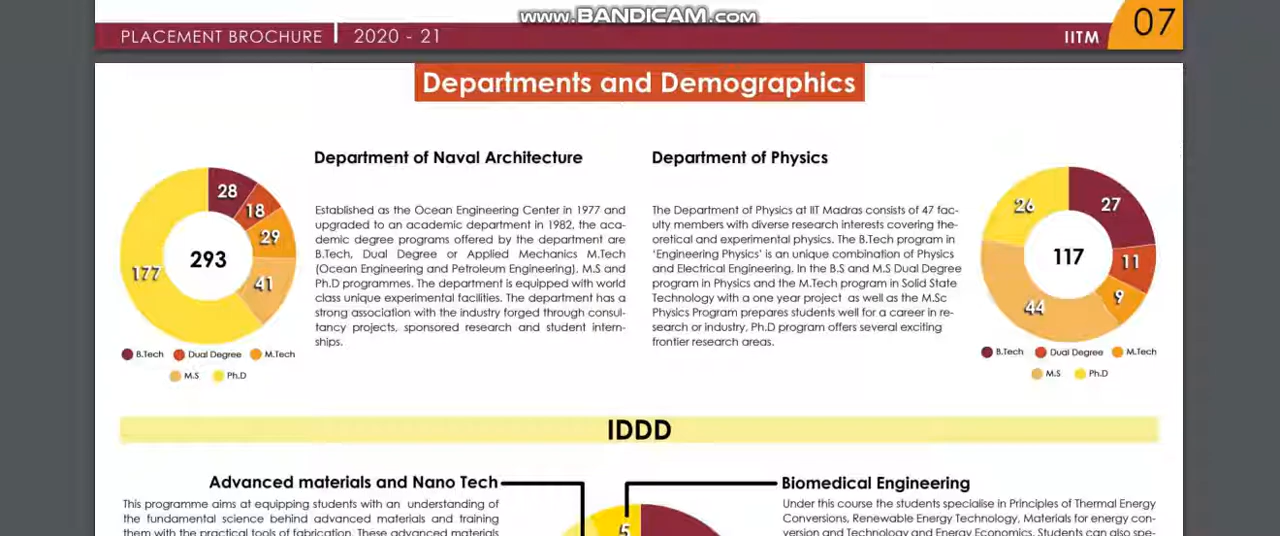 www.BANDICAM.com
PLACEMENT BROCHURE | 2020 - 21
IITM
07
Departments and Demographics
Department of Naval Architecture
Established as the Ocean Engineering Center in 1977 and
upgraded to an academic department in 1982, the aca-
demic degree programs offered by the department are
B.Tech, Dual Degree or Applied Mechanics M.Tech
(Ocean Engineering and Petroleum Engineering), M.S and
Ph.D programmes. The department is equipped with world
class unique experimental facilities. The department has a
strong association with the industry forged through consul-
tancy projects, sponsored research and student intern-
ships.
28
18
29
41
177
293
B.Tech Dual Degree M.Tech
M.S Ph.D
Department of Physics
The Department of Physics at IIT Madras consists of 47 fac-
ulty members with diverse research interests covering the-
oretical and experimental physics. The B.Tech program in
'Engineering Physics' is an unique combination of Physics
and Electrical Engineering. In the B.S and M.S Dual Degree
program in Physics and the M.Tech program in Solid State
Technology with a one year project as well as the M.Sc
Physics Program prepares students well for a career in re-
search or industry. Ph.D program offers several exciting
frontier research areas.
26
27
11
9
44
117
B.Tech Dual Degree M.Tech
M.S Ph.D
IDDD
Advanced materials and Nano Tech
This programme aims at equipping students with an understanding of
the fundamental science behind advanced materials and training
them with the practical tools of fabrication. These advanced materials
5
Biomedical Engineering
Under this course the students specialise in Principles of Thermal Energy
Conversions, Renewable Energy Technology, Materials for energy con-
version and Technology and Energy Economics. Students can also spe-